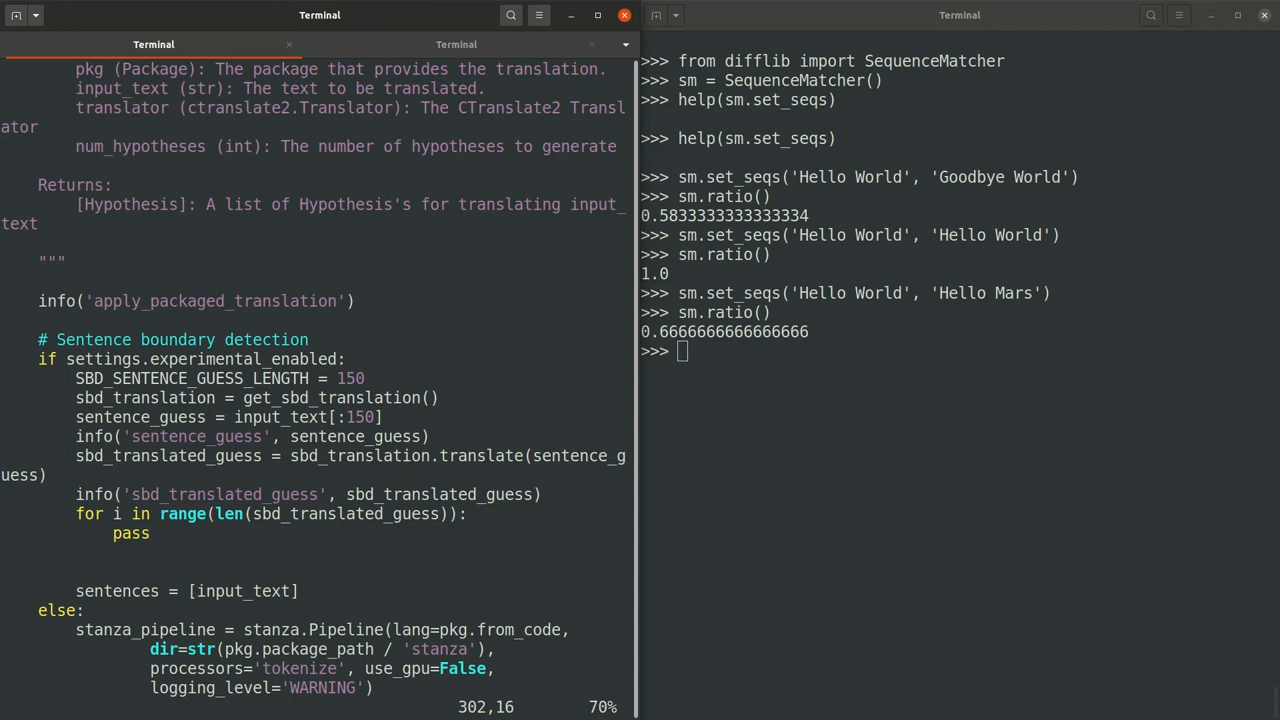 Terminal
Terminal
Terminal
Terminal
pkg (Package): The package that provides the translation.
input_text (str): The text to be translated.
translator (ctranslate2.Translator): The CTranslate2 Transl
ator
num_hypotheses (int): The number of hypotheses to generate
Returns:
[Hypothesis]: A list of Hypothesis's for translating input_
text
"""
info('apply_packaged_translation')
# Sentence boundary detection
if settings.experimental_enabled:
SBD_SENTENCE_GUESS_LENGTH = 150
sbd_translation = get_sbd_translation()
sentence_guess = input_text[:150]
info('sentence_guess', sentence_guess)
sbd_translated_guess = sbd_translation.translate(sentence_g
uess)
info('sbd_translated_guess', sbd_translated_guess)
for i in range(len(sbd_translated_guess)):
pass
sentences = [input_text]
else:
stanza_pipeline = stanza.Pipeline(lang=pkg.from_code,
dir=str(pkg.package_path / 'stanza'),
processors='tokenize', use_gpu=False,
logging_level='WARNING')
302,16 70%
>>> from difflib import SequenceMatcher
>>> sm = SequenceMatcher()
>>> help(sm.set_seqs)
>>> help(sm.set_seqs)
>>> sm.set_seqs('Hello World', 'Goodbye World')
>>> sm.ratio()
0.5833333333333334
>>> sm.set_seqs('Hello World', 'Hello World')
>>> sm.ratio()
1.0
>>> sm.set_seqs('Hello World', 'Hello Mars')
>>> sm.ratio()
0.6666666666666666
>>>